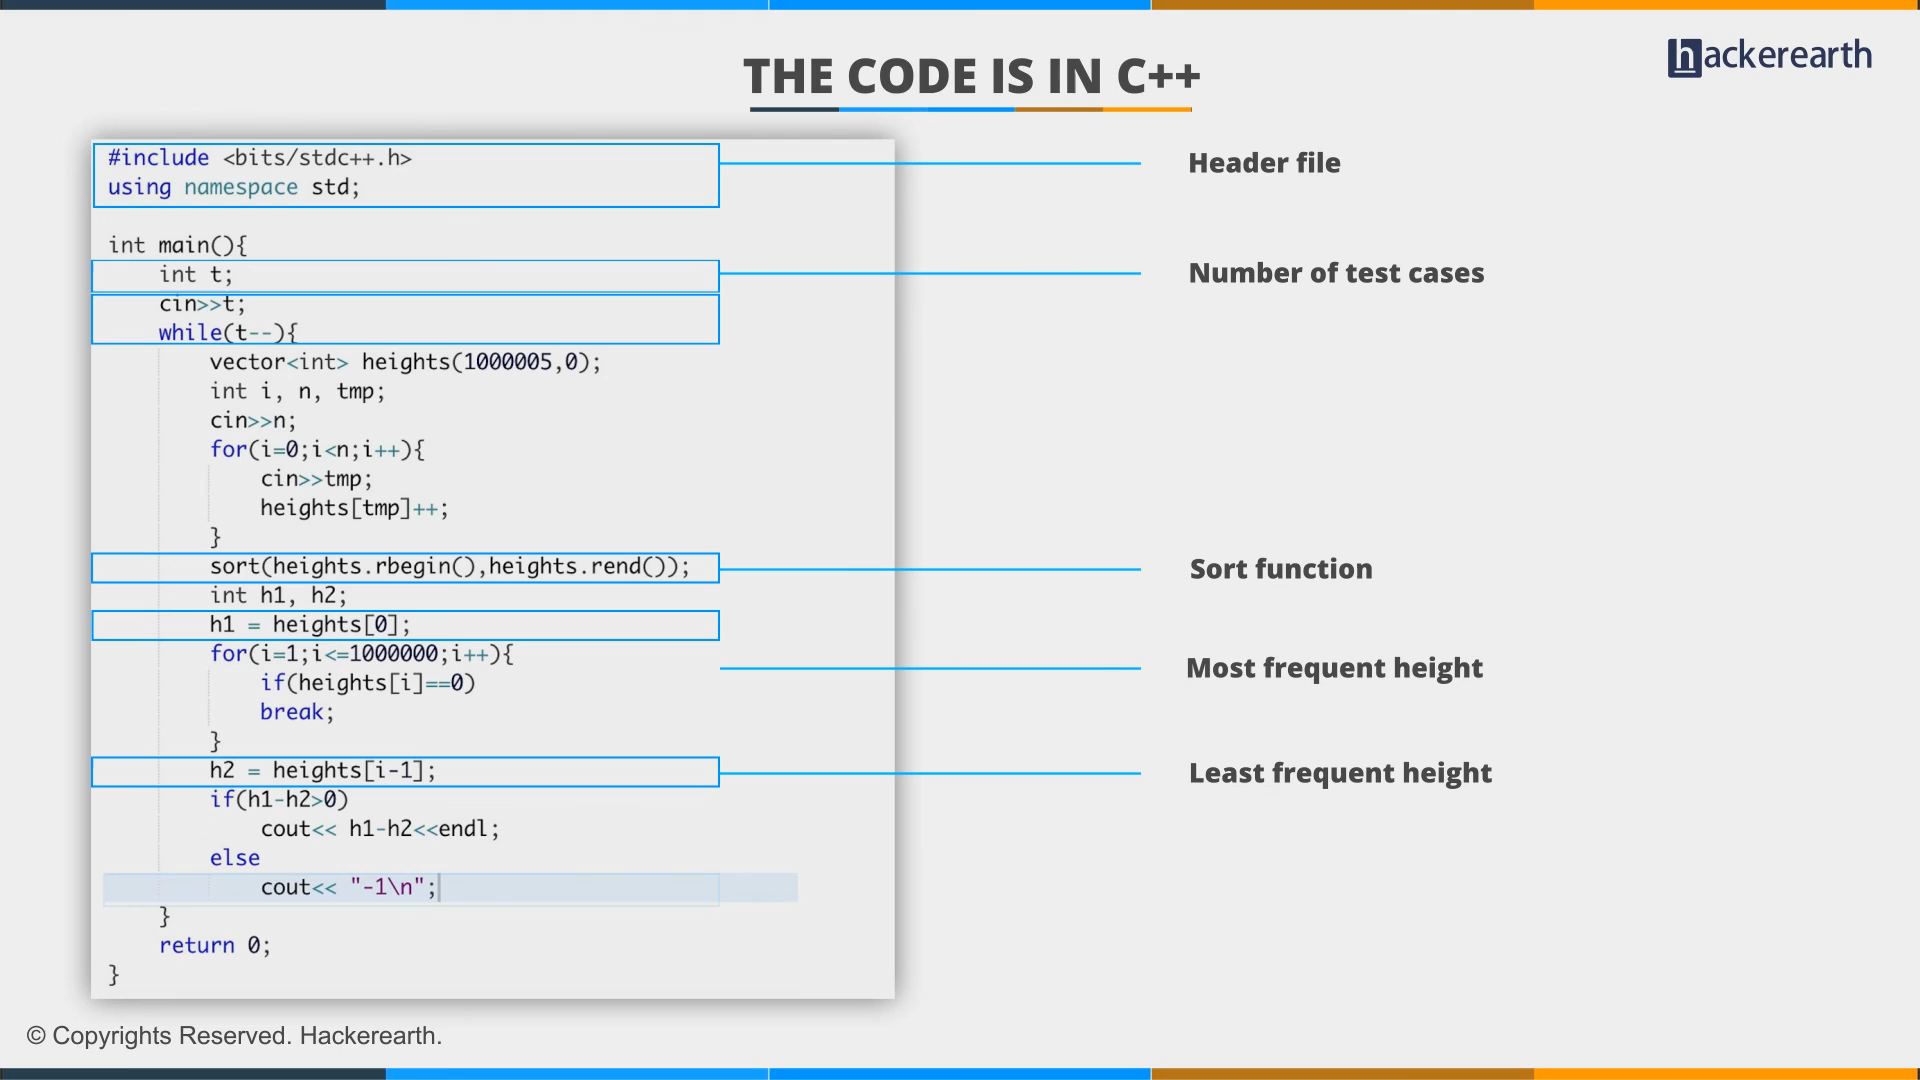 THE CODE IS IN C++
hackerearth
#include <bits/stdc++.h>
using namespace std;
int main(){
int t;
cin>>t;
while(t--){
vector<int> heights(1000005,0);
int i, n, tmp;
cin>>n;
for(i=0;i<n;i++){
cin>>tmp;
heights[tmp]++;
}
sort(heights.rbegin(),heights.rend());
int h1, h2;
h1 = heights[0];
for(i=1;i<=1000000;i++){
if(heights[i]==0)
break;
}
h2 = heights[i-1];
if(h1-h2>0)
cout<< h1-h2<<endl;
else
cout<< "-1\n";
}
return 0;
}
Header file
Number of test cases
Sort function
Most frequent height
Least frequent height
© Copyrights Reserved. Hackerearth.